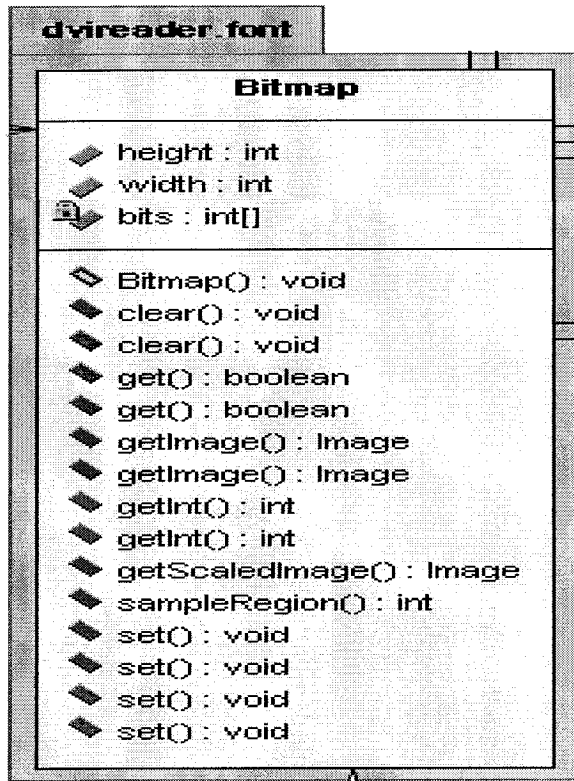 dvireader.font
Bitmap
height : int
width : int
bits : int[]
Bitmap() : void
clear() : void
clear() : void
get() : boolean
get() : boolean
getImage() : Image
getImage() : Image
getInt() : int
getInt() : int
getScaledImage() : Image
sampleRegion() : int
set() : void
set() : void
set() : void
set() : void